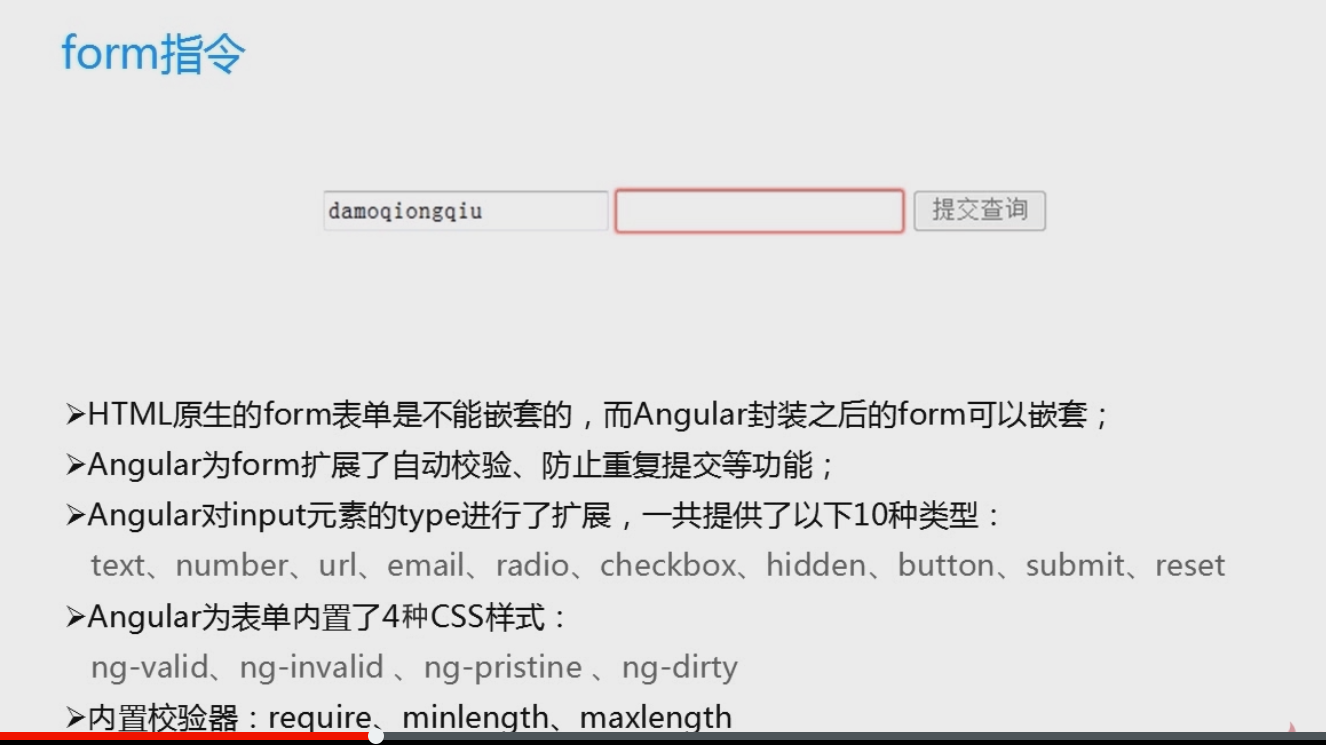 form指令
damoqiongqiu 提交查询
➢HTML原生的form表单是不能嵌套的，而Angular封装之后的form可以嵌套；
➢Angular为form扩展了自动校验、防止重复提交等功能；
➢Angular对input元素的type进行了扩展，一共提供了以下10种类型：
text、number、url、email、radio、checkbox、hidden、button、submit、reset
➢Angular为表单内置了4种CSS样式：
ng-valid、ng-invalid 、ng-pristine 、ng-dirty
➢内置校验器：require、minlength、maxlength